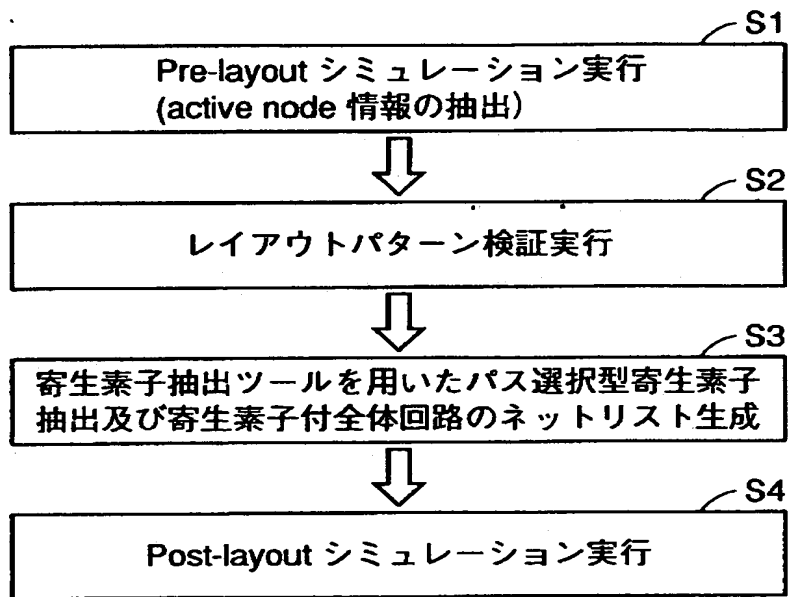 S1
Pre-layout シミュレーション実行
(active node 情報の抽出)
S2
レイアウトパターン検証実行
S3
寄生素子抽出ツールを用いたパス選択型寄生素子
抽出及び寄生素子付全体回路のネットリスト生成
S4
Post-layout シミュレーション実行